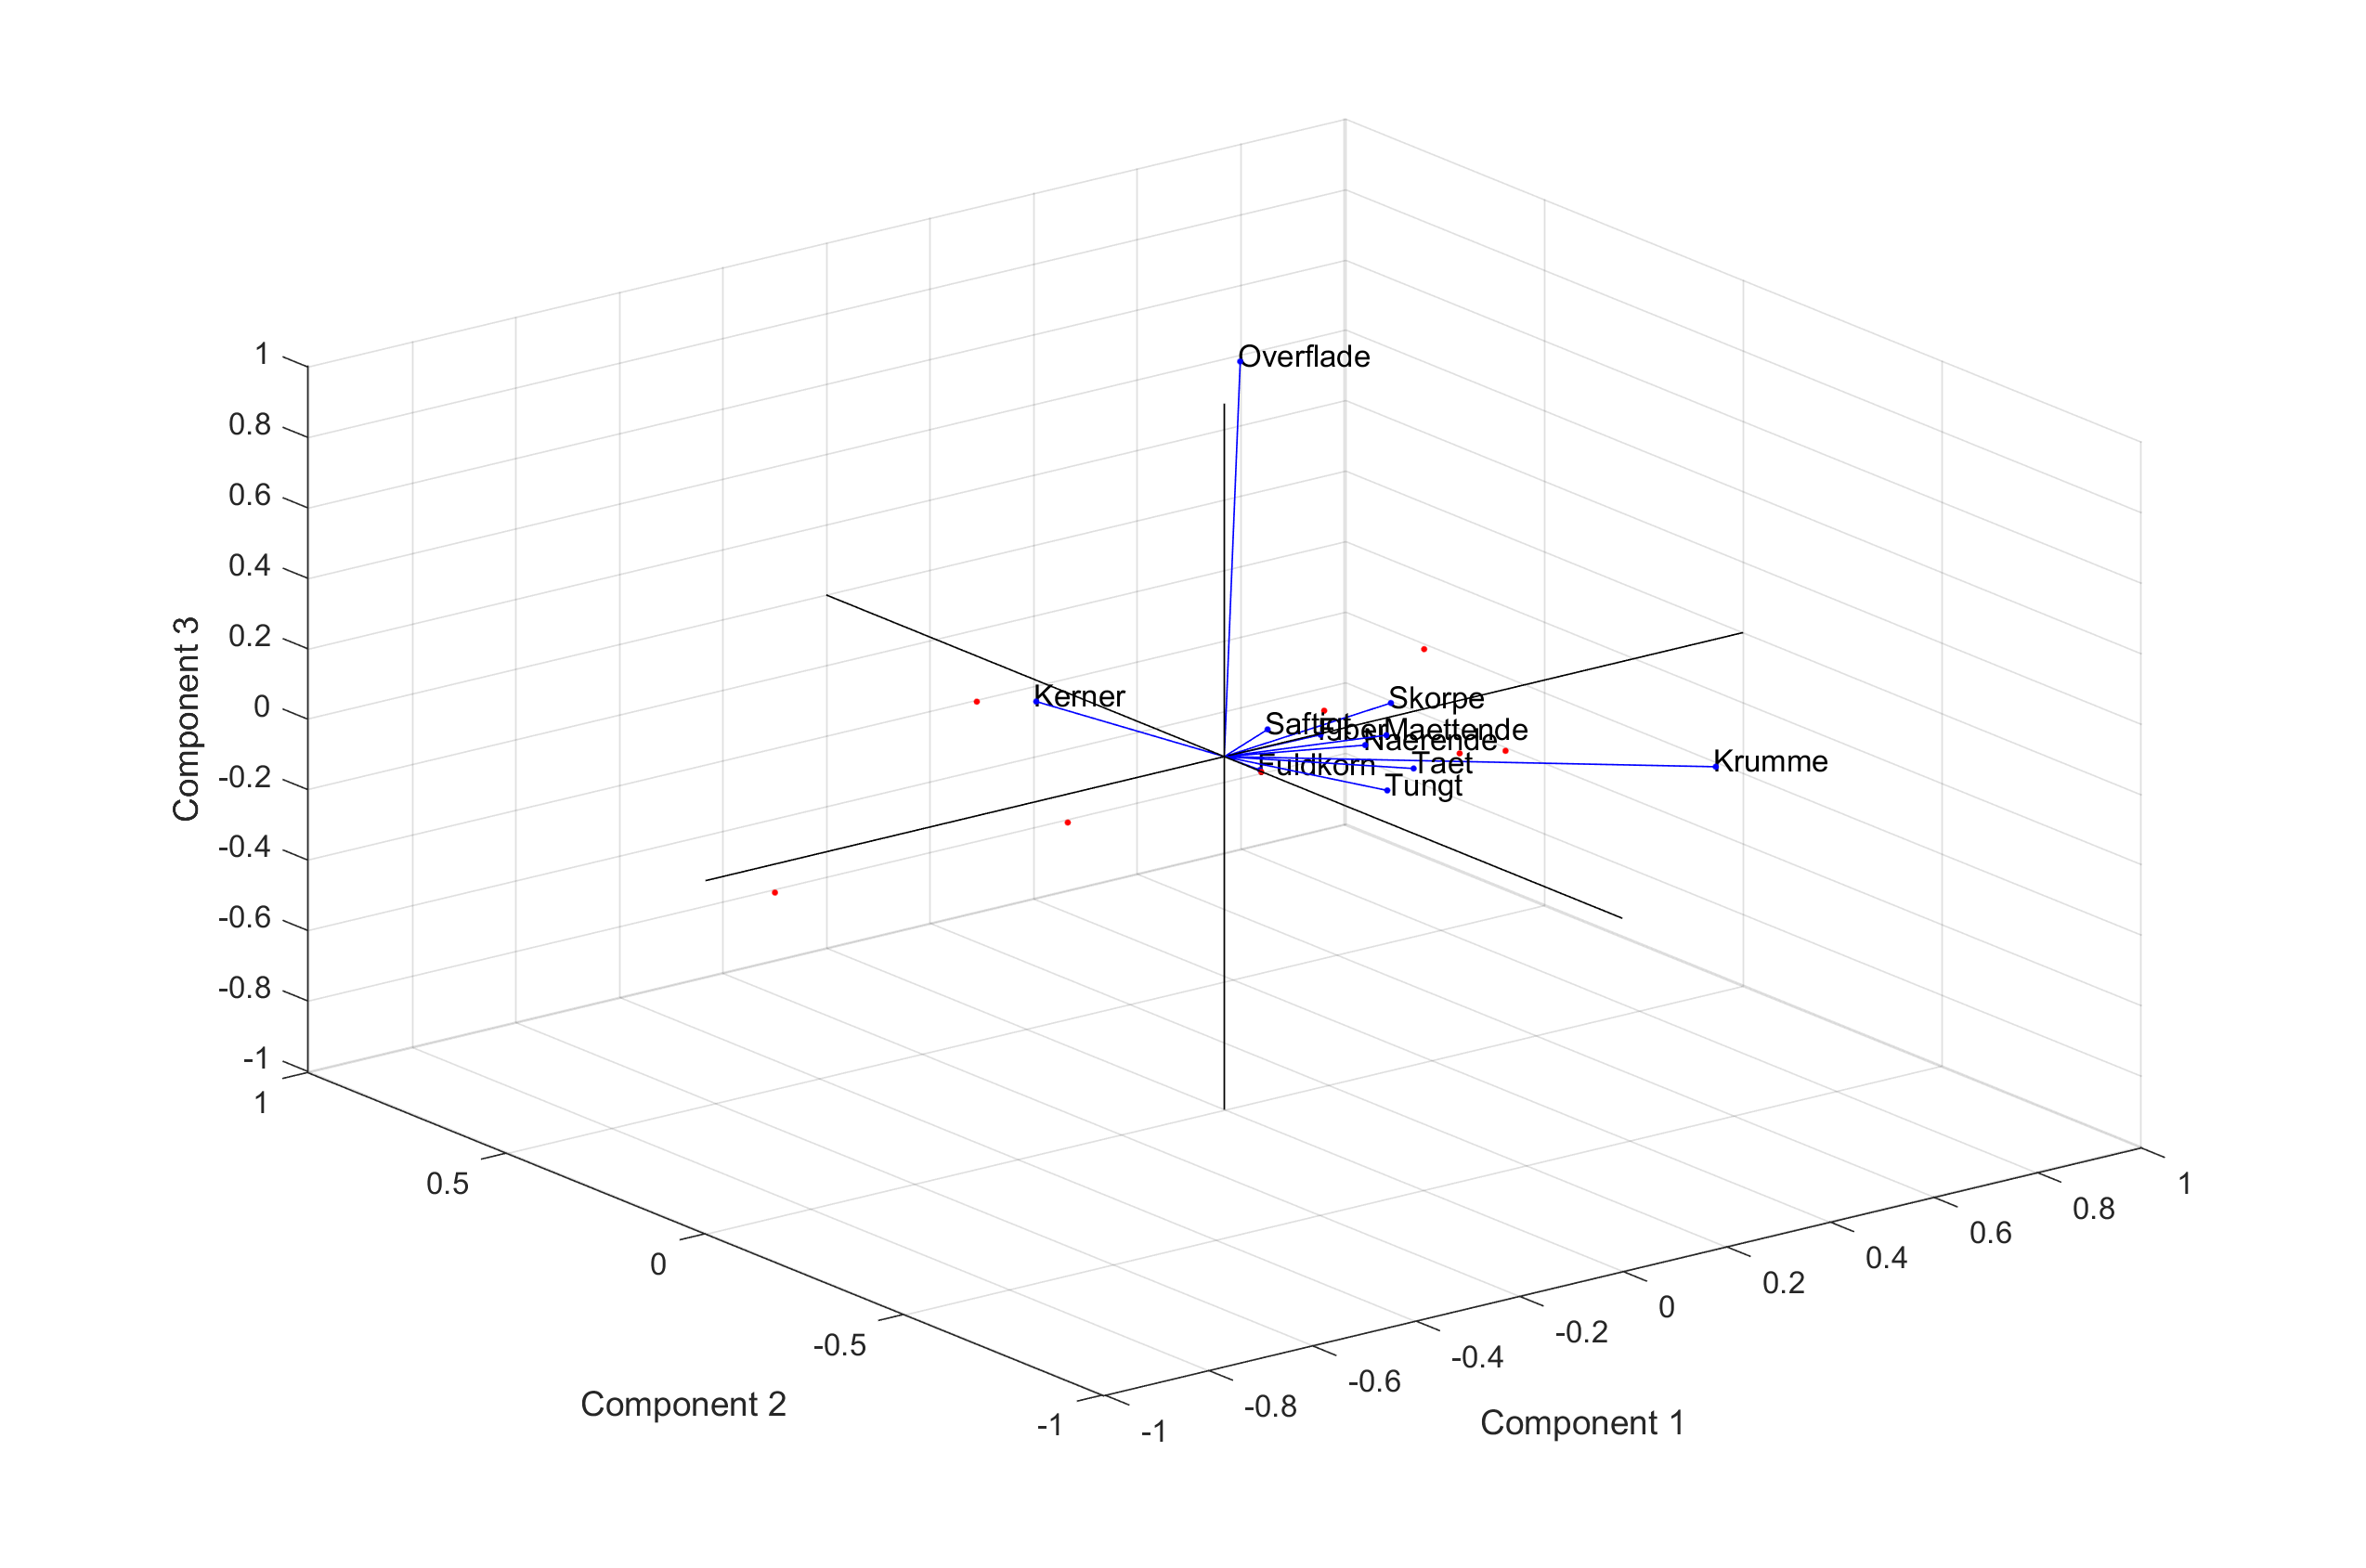 Overflade
Kerner
Skorpe
Saftigt
Fiber
Maettende
Naerende
Fuldkorn
Taet
Krumme
Tungt
Component 3
1
0.8
0.6
0.4
0.2
0
-0.2
-0.4
-0.6
-0.8
-1
1
0.5
0
-0.5
-1
Component 2
-1
-0.8
-0.6
-0.4
-0.2
0
0.2
0.4
0.6
0.8
1
Component 1